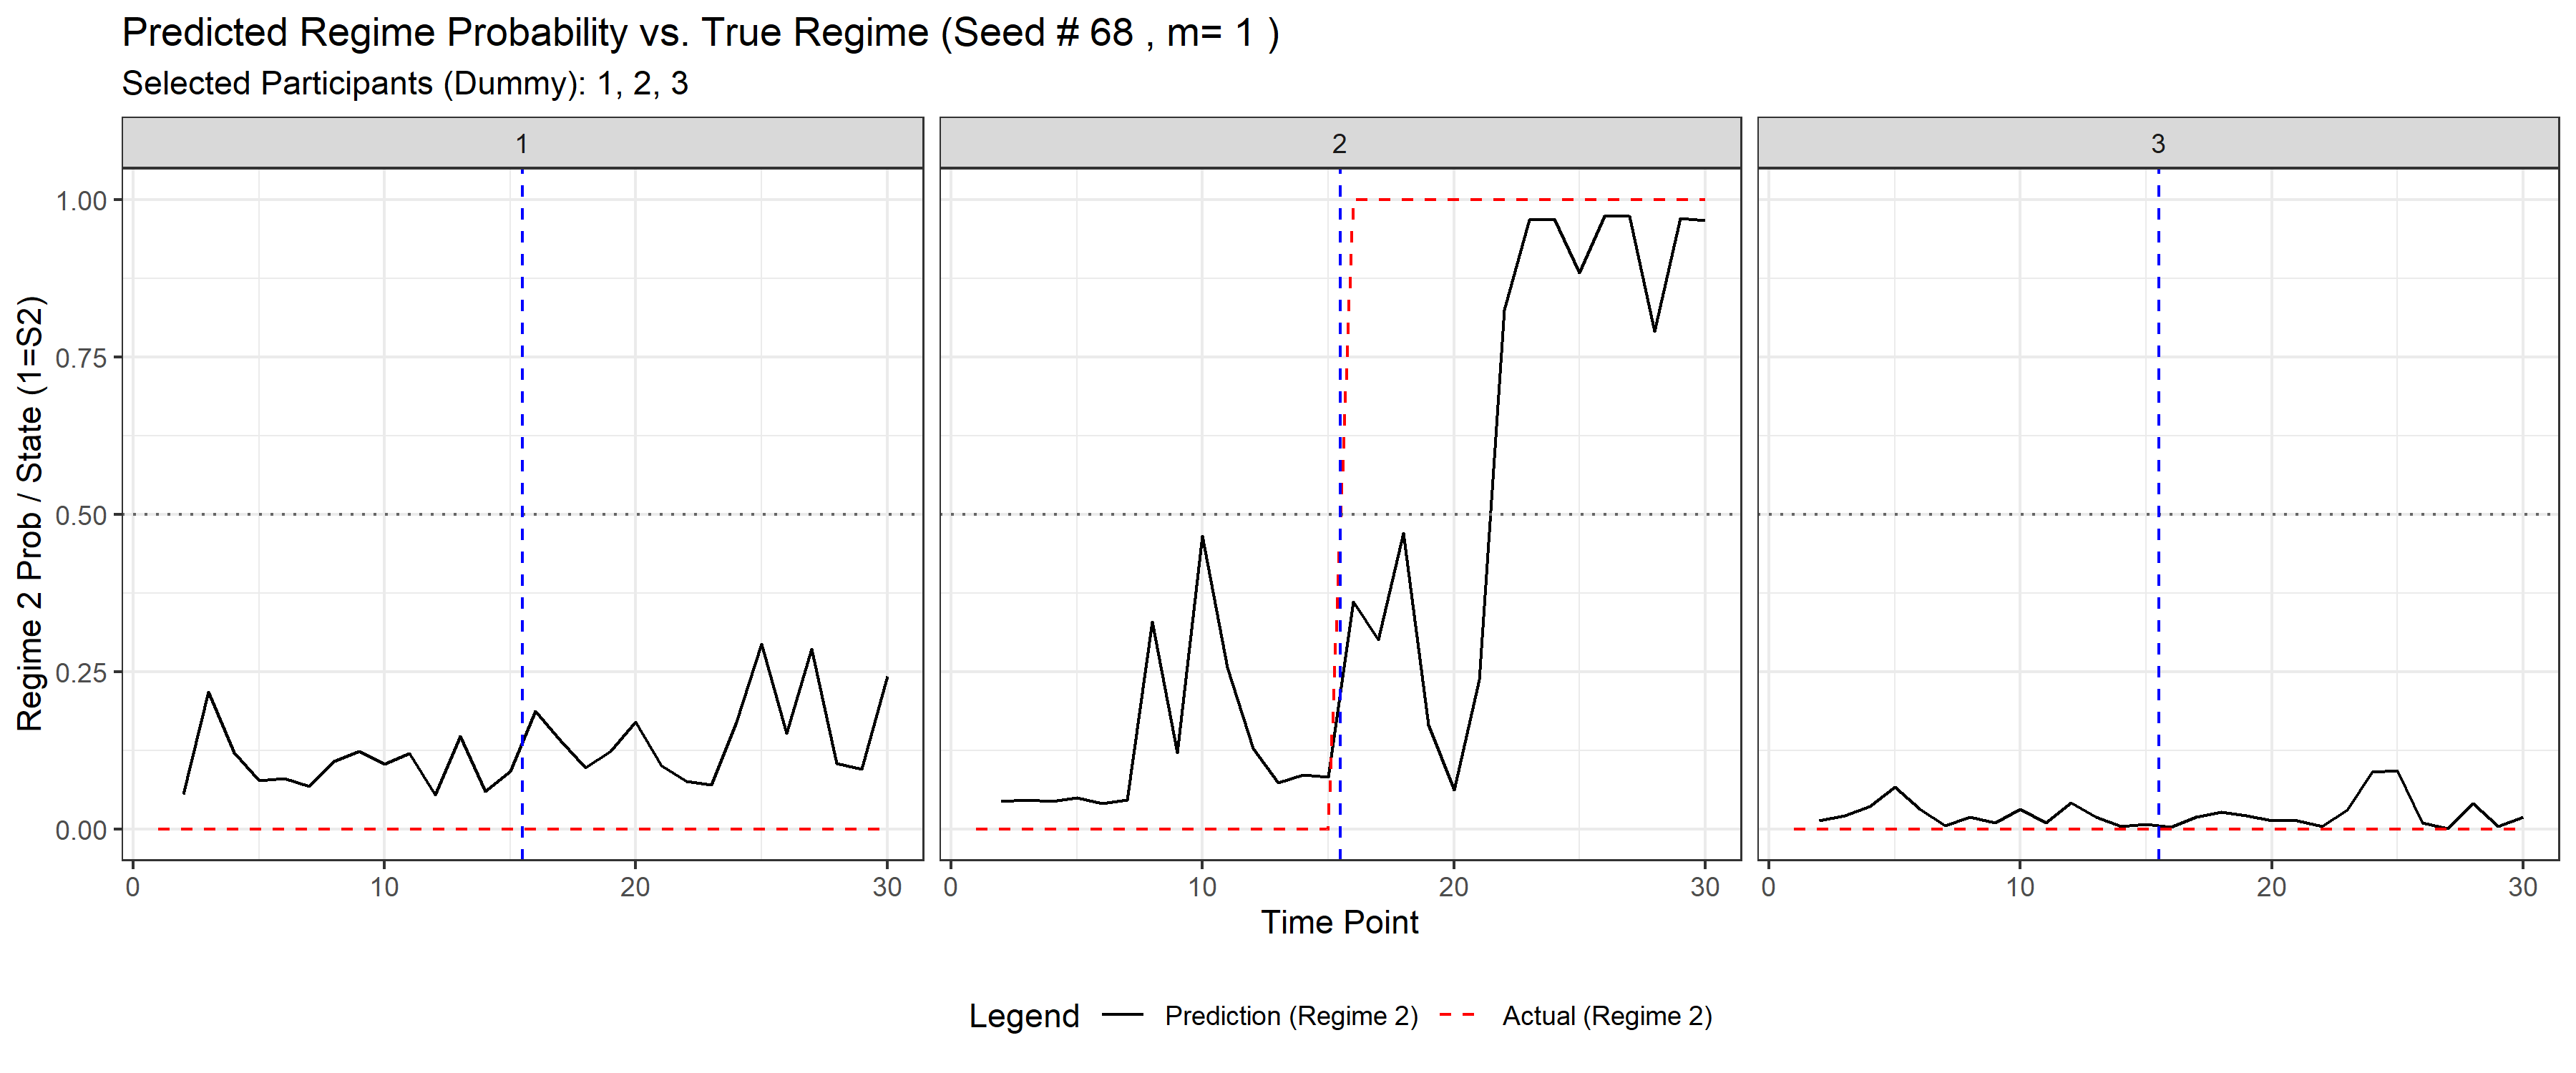 Predicted Regime Probability vs. True Regime (Seed # 68 , m= 1 )
Selected Participants (Dummy): 1, 2, 3
1 2 3
Regime 2 Prob / State (1=S2)
1.00
0.75
0.50
0.25
0.00
0 10 20 30 0 10 20 30 0 10 20 30
Time Point
Legend Prediction (Regime 2) Actual (Regime 2)